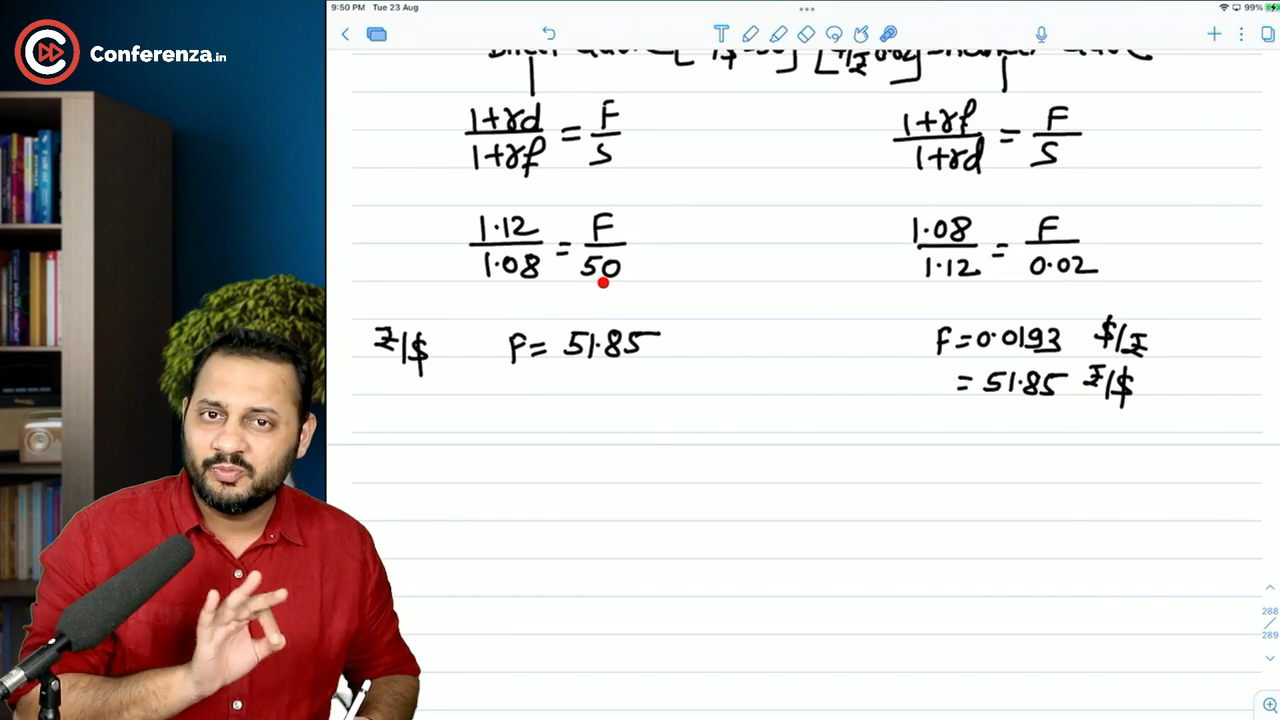 9:50 PM Tue 23 Aug
99%
Conferenza.in
T
(1+rd)/(1+rf) = F/S
(1+rf)/(1+rd) = F/S
1.12/1.08 = F/50
1.08/1.12 = F/0.02
₹/$ F= 51.85
F=0.0193 $/₹
= 51.85 ₹/$
288
/
289